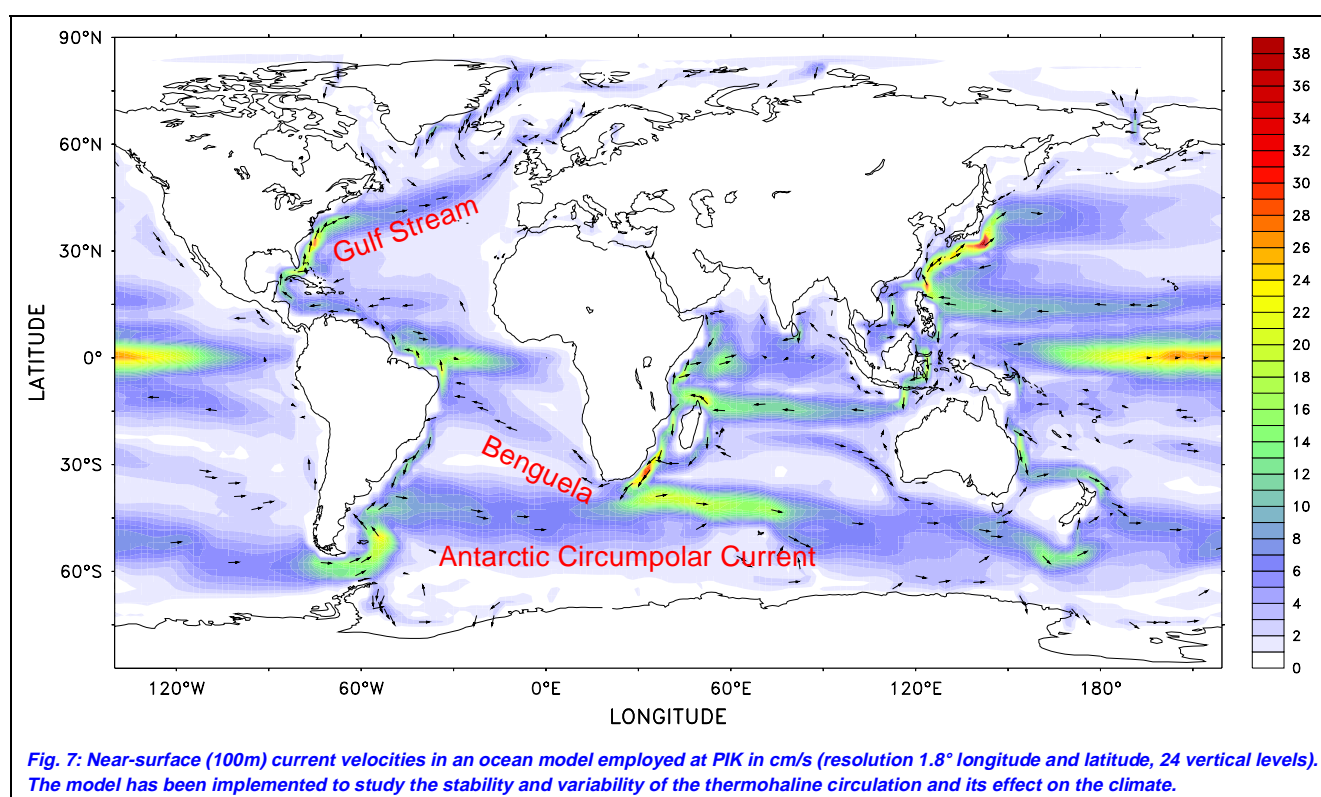 90°N
60°N
30°N
0°
30°S
60°S
LATITUDE
Gulf Stream
Benguela
Antarctic Circumpolar Current
120°W 60°W 0°E 60°E 120°E 180°
LONGITUDE
38
36
34
32
30
28
26
24
22
20
18
16
14
12
10
8
6
4
2
0
Fig. 7: Near-surface (100m) current velocities in an ocean model employed at PIK in cm/s (resolution 1.8° longitude and latitude, 24 vertical levels).
The model has been implemented to study the stability and variability of the thermohaline circulation and its effect on the climate.